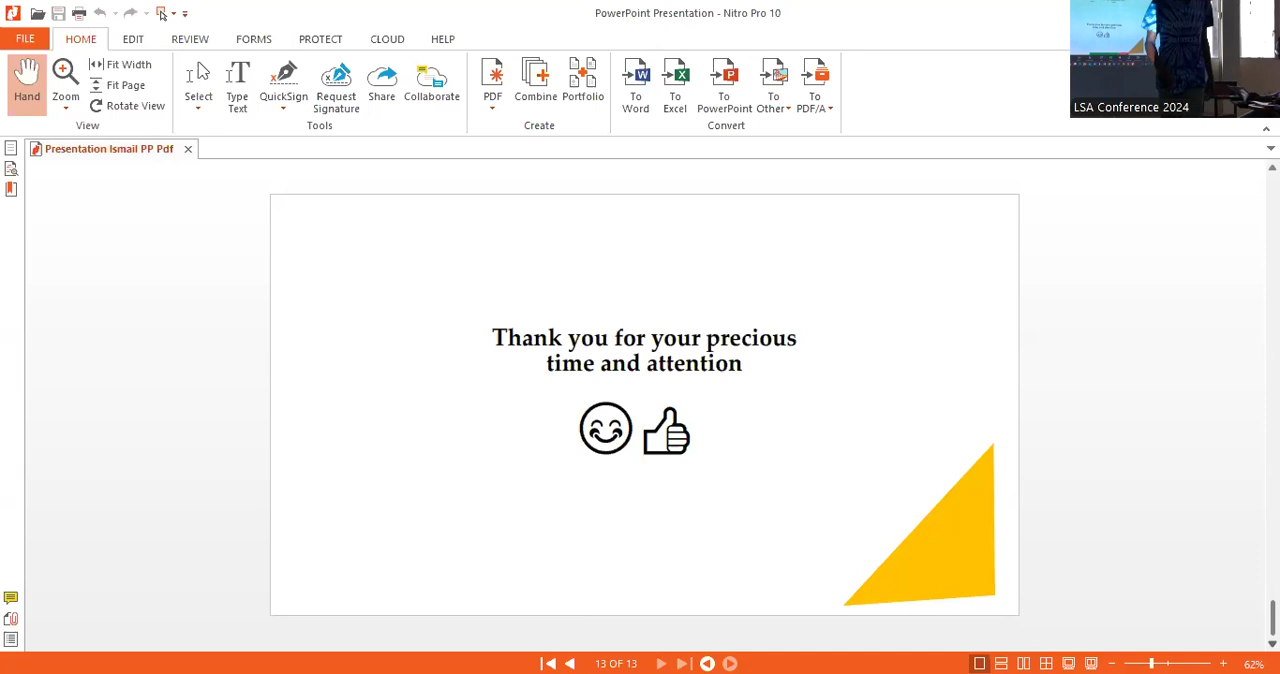 PowerPoint Presentation - Nitro Pro 10
FILE HOME EDIT REVIEW FORMS PROTECT CLOUD HELP
Hand
Zoom
Fit Width
Fit Page
Rotate View
View
Select
Type Text
QuickSign
Request Signature
Share
Collaborate
Tools
PDF
Combine
Portfolio
Create
To Word
To Excel
To PowerPoint
To Other
To PDF/A
Convert
LSA Conference 2024
Presentation Ismail PP Pdf
Thank you for your precious
time and attention
13 OF 13
62%